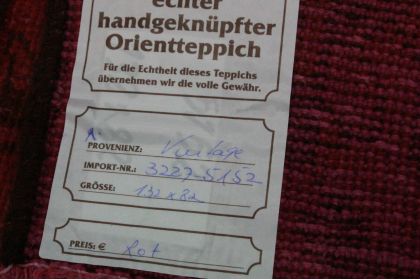 echter
handgeknüpfter
Orientteppich
Für die Echtheit dieses Teppichs
übernehmen wir die volle Gewähr.
PROVENIENZ: Vintage
IMPORT-NR.: 3227-5152
GRÖSSE: 132 x 82
PREIS: € Rot